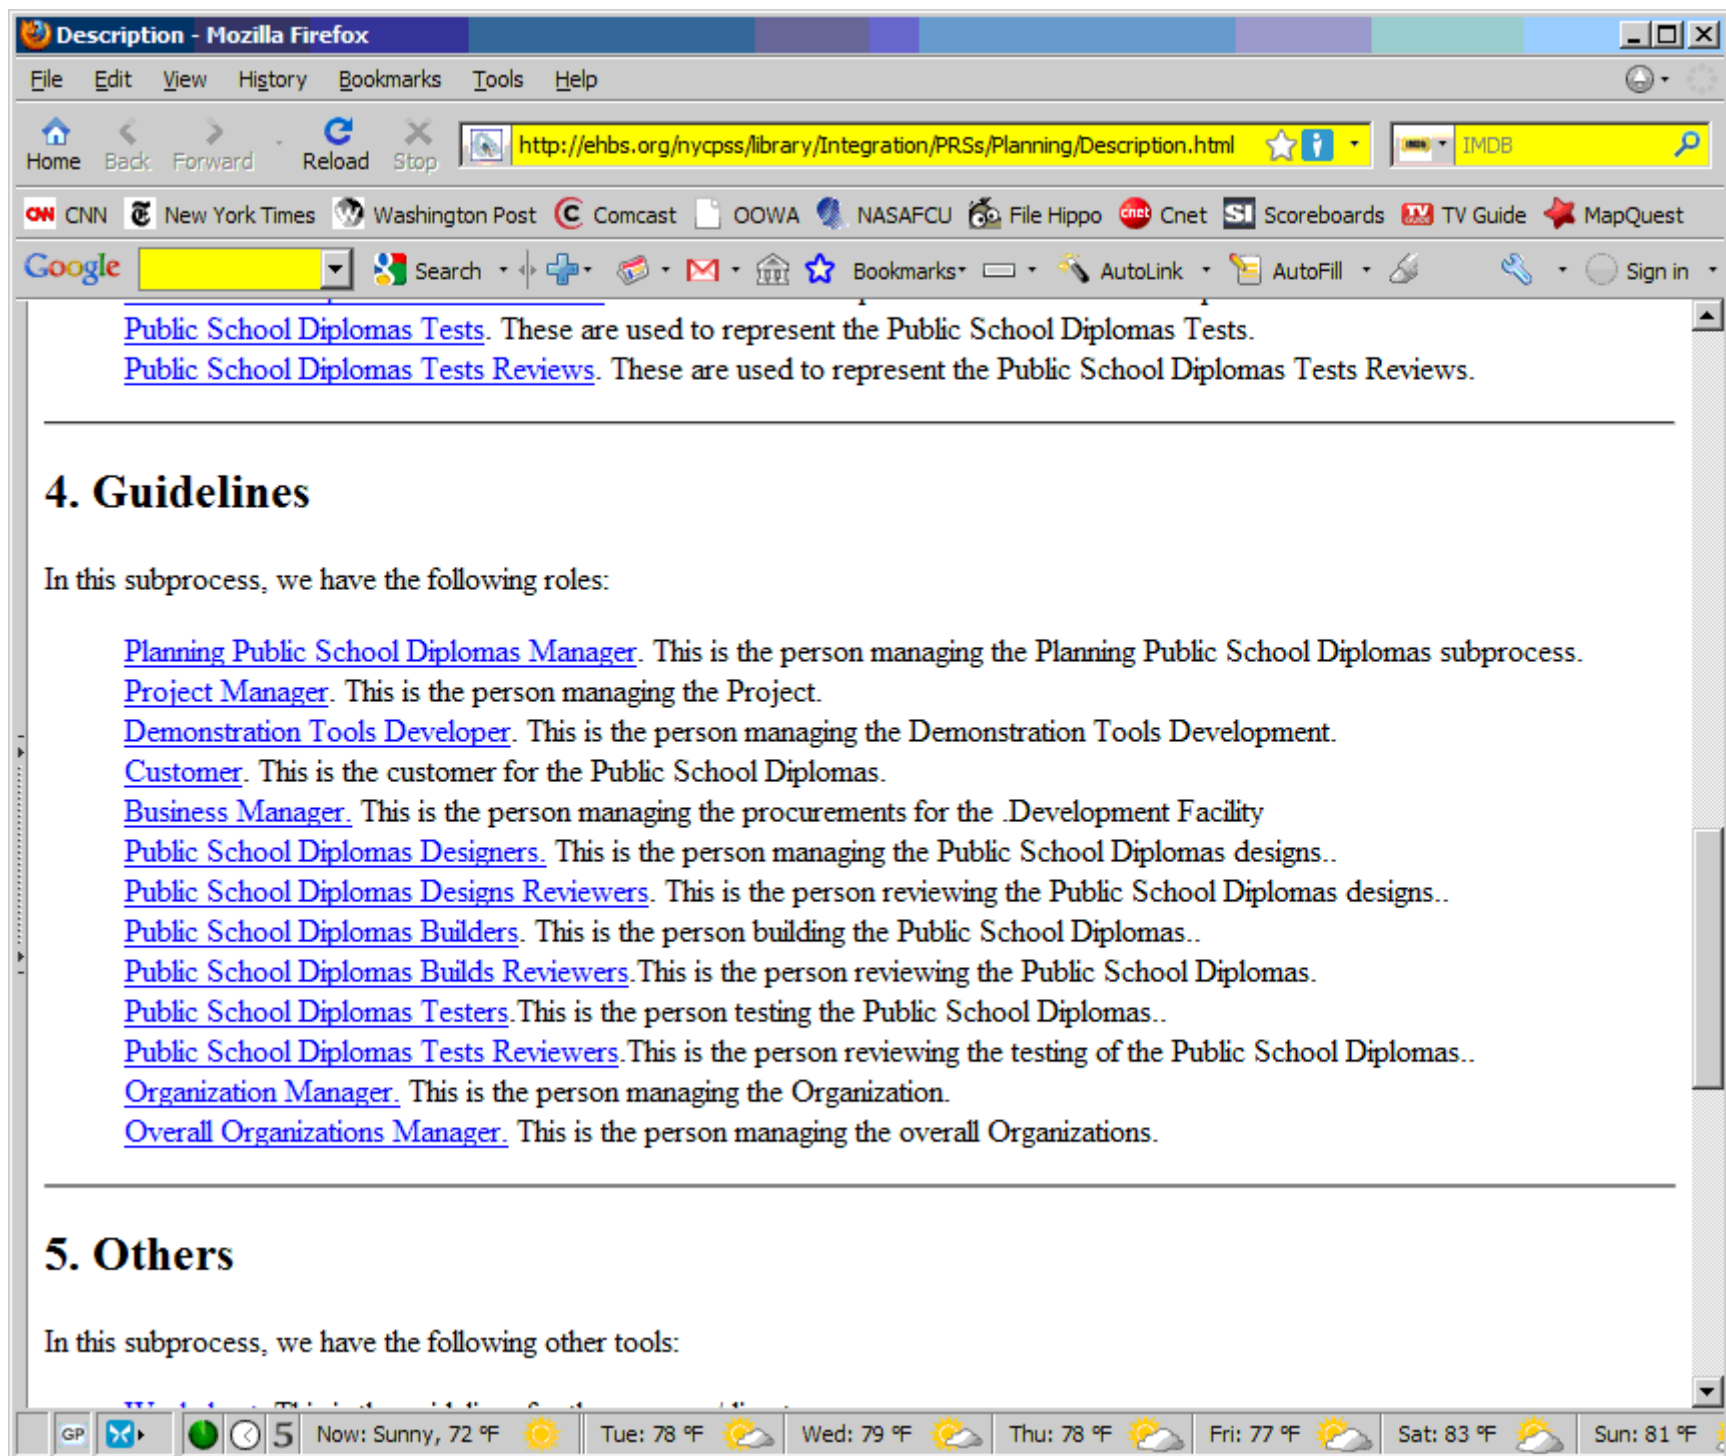 Description - Mozilla Firefox
File Edit View History Bookmarks Tools Help
Home Back Forward Reload Stop http://ehbs.org/nycpss/library/Integration/PRSs/Planning/Description.html IMDB
CNN CNN New York Times Washington Post Comcast OOWA NASAFCU File Hippo cnet Cnet SI Scoreboards TV GUIDE TV Guide MapQuest
Google Search Bookmarks AutoLink AutoFill Sign in
Public School Diplomas Tests. These are used to represent the Public School Diplomas Tests.
Public School Diplomas Tests Reviews. These are used to represent the Public School Diplomas Tests Reviews.
4. Guidelines
In this subprocess, we have the following roles:
Planning Public School Diplomas Manager. This is the person managing the Planning Public School Diplomas subprocess.
Project Manager. This is the person managing the Project.
Demonstration Tools Developer. This is the person managing the Demonstration Tools Development.
Customer. This is the customer for the Public School Diplomas.
Business Manager. This is the person managing the procurements for the .Development Facility
Public School Diplomas Designers. This is the person managing the Public School Diplomas designs..
Public School Diplomas Designs Reviewers. This is the person reviewing the Public School Diplomas designs..
Public School Diplomas Builders. This is the person building the Public School Diplomas..
Public School Diplomas Builds Reviewers.This is the person reviewing the Public School Diplomas.
Public School Diplomas Testers.This is the person testing the Public School Diplomas..
Public School Diplomas Tests Reviewers.This is the person reviewing the testing of the Public School Diplomas..
Organization Manager. This is the person managing the Organization.
Overall Organizations Manager. This is the person managing the overall Organizations.
5. Others
In this subprocess, we have the following other tools:
GP 5 Now: Sunny, 72 °F Tue: 78 °F Wed: 79 °F Thu: 78 °F Fri: 77 °F Sat: 83 °F Sun: 81 °F